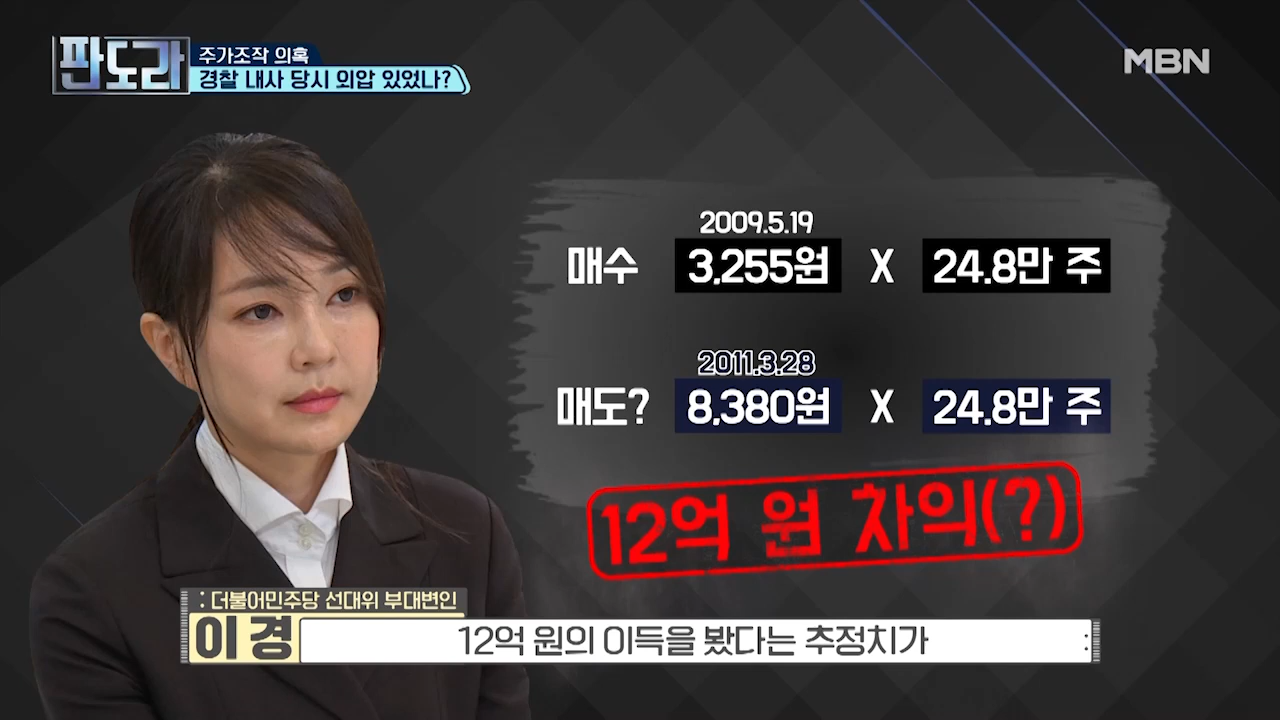 판도라
주가조작 의혹
경찰 내사 당시 외압 있었나?
MBN
2009.5.19
매수 3,255원 X 24.8만 주
2011.3.28
매도? 8,380원 X 24.8만 주
12억 원 차익(?)
: 더불어민주당 선대위 부대변인
이 경 12억 원의 이득을 봤다는 추정치가 :